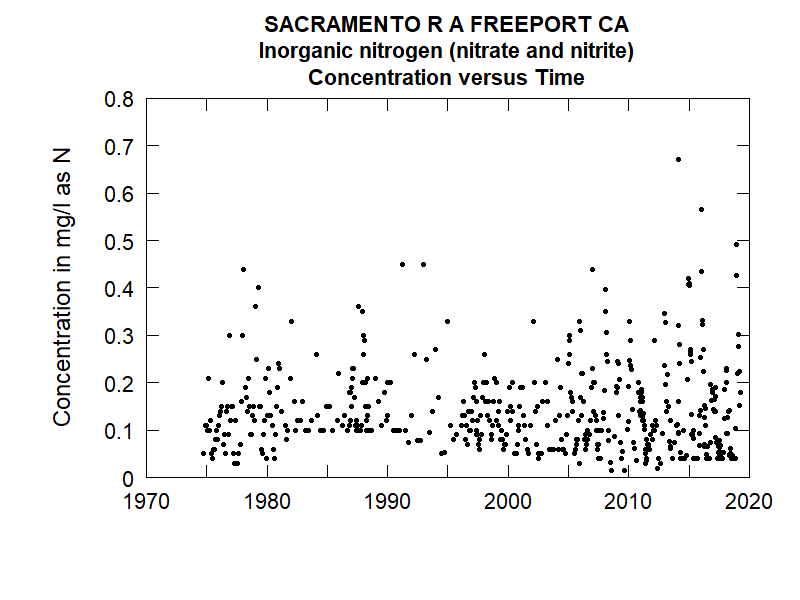 SACRAMENTO R A FREEPORT CA
Inorganic nitrogen (nitrate and nitrite)
Concentration versus Time
Concentration in mg/l as N
0.8
0.7
0.6
0.5
0.4
0.3
0.2
0.1
0
1970 1980 1990 2000 2010 2020